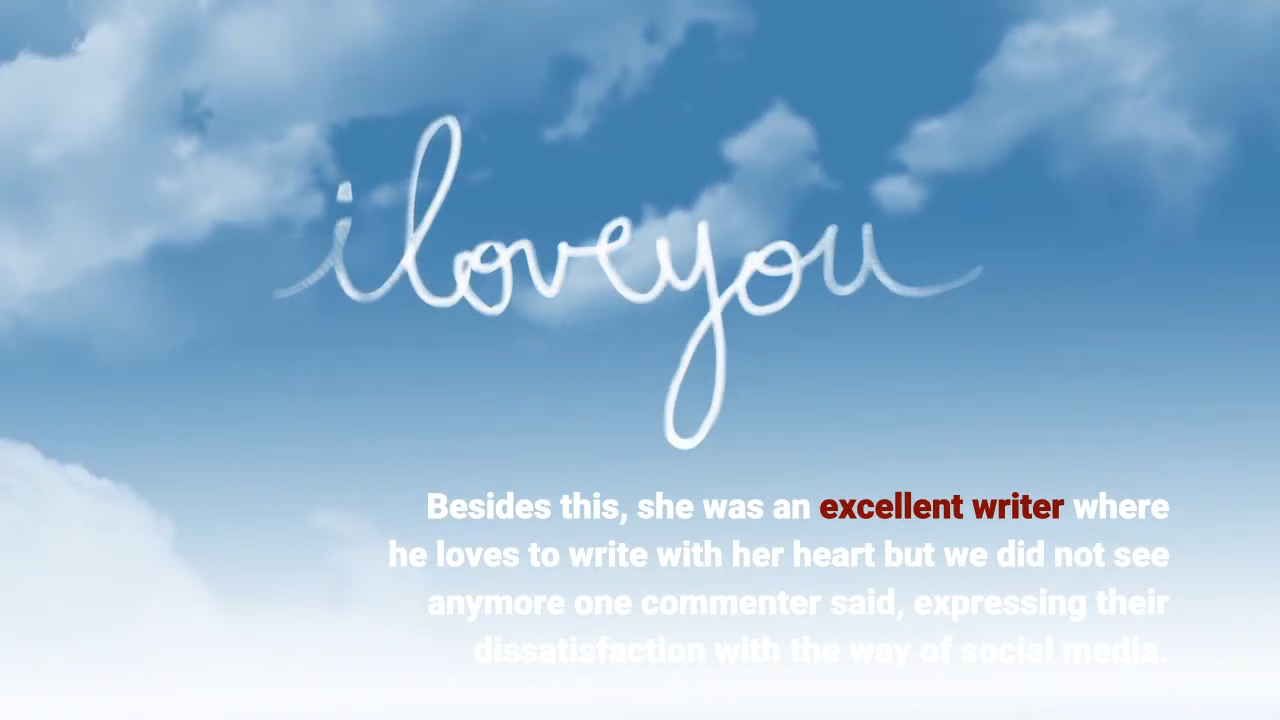 iloveyou
Besides this, she was an excellent writer where
he loves to write with her heart but we did not see
anymore one commenter said, expressing their
dissatisfaction with the way of social media.